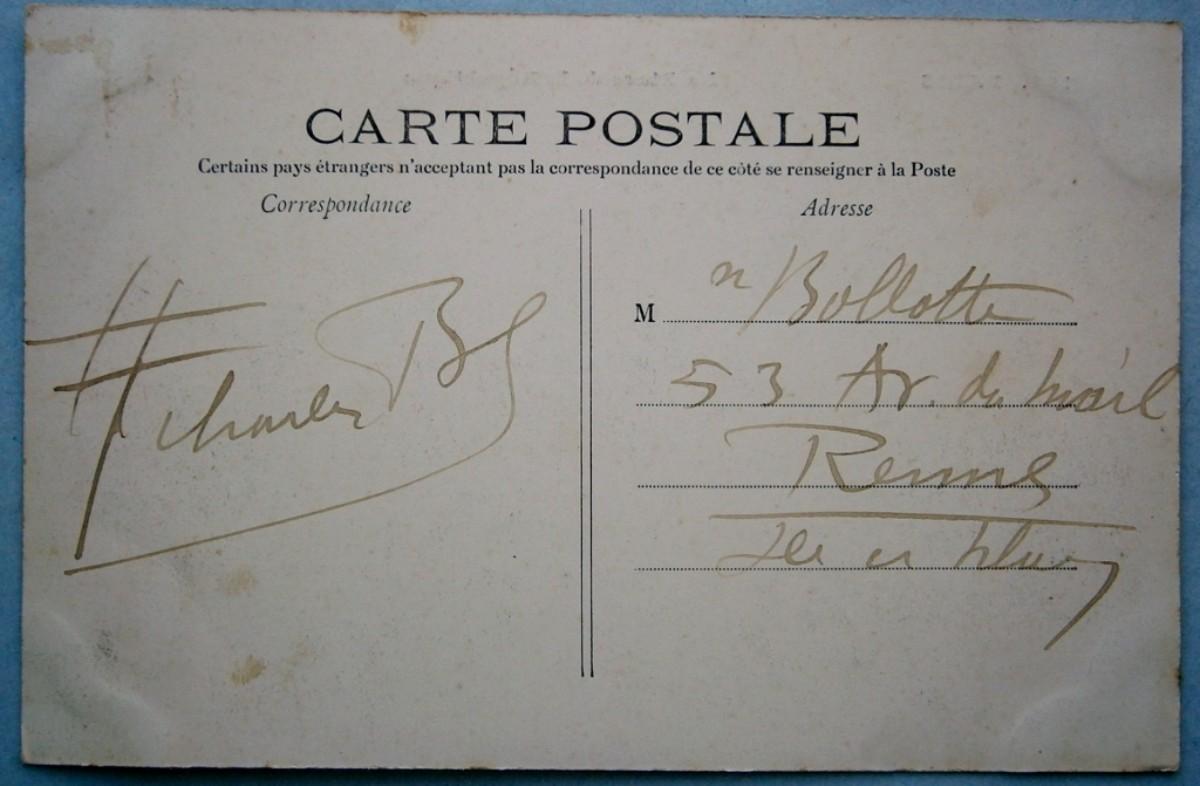 CARTE POSTALE
Certains pays étrangers n'acceptant pas la correspondance de ce côté se renseigner à la Poste
Correspondance
Adresse
Charles B
M n Bollotte
53 Av. du Mail
Rennes
Ille et